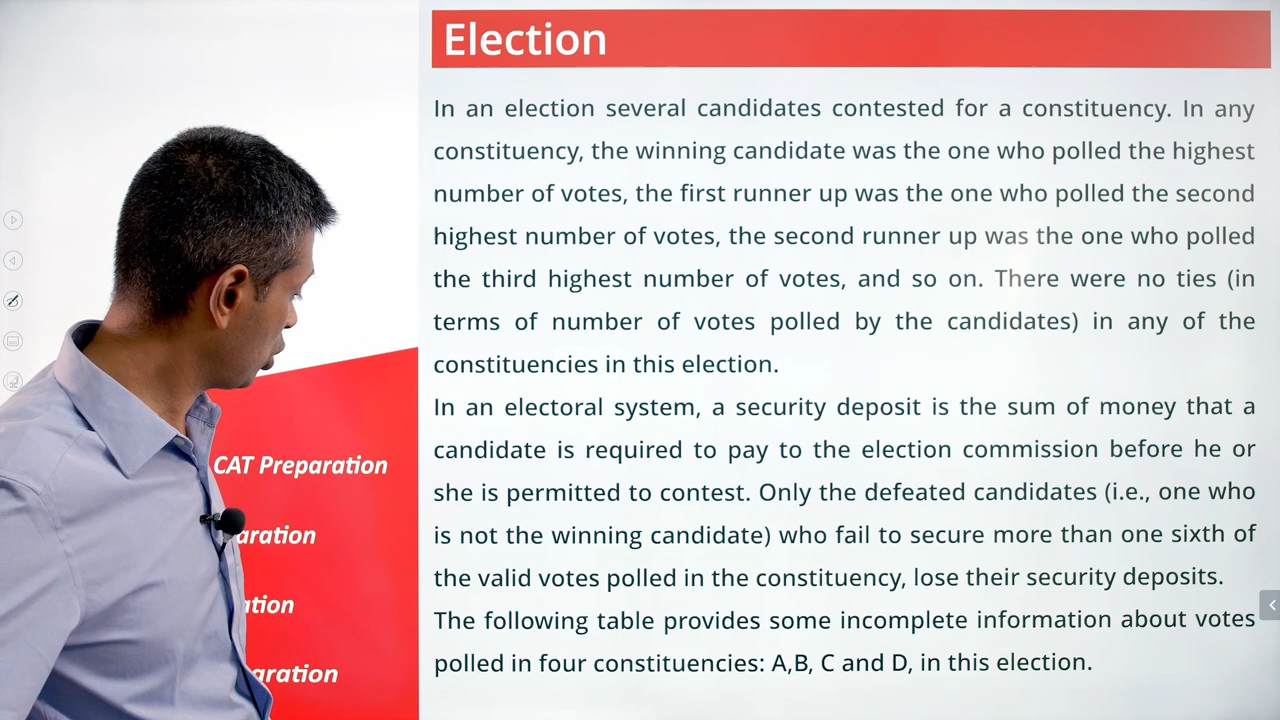 Election
In an election several candidates contested for a constituency. In any
constituency, the winning candidate was the one who polled the highest
number of votes, the first runner up was the one who polled the second
highest number of votes, the second runner up was the one who polled
the third highest number of votes, and so on. There were no ties (in
terms of number of votes polled by the candidates) in any of the
constituencies in this election.
In an electoral system, a security deposit is the sum of money that a
candidate is required to pay to the election commission before he or
she is permitted to contest. Only the defeated candidates (i.e., one who
is not the winning candidate) who fail to secure more than one sixth of
the valid votes polled in the constituency, lose their security deposits.
The following table provides some incomplete information about votes
polled in four constituencies: A,B, C and D, in this election.
CAT Preparation
aration
ation
aration